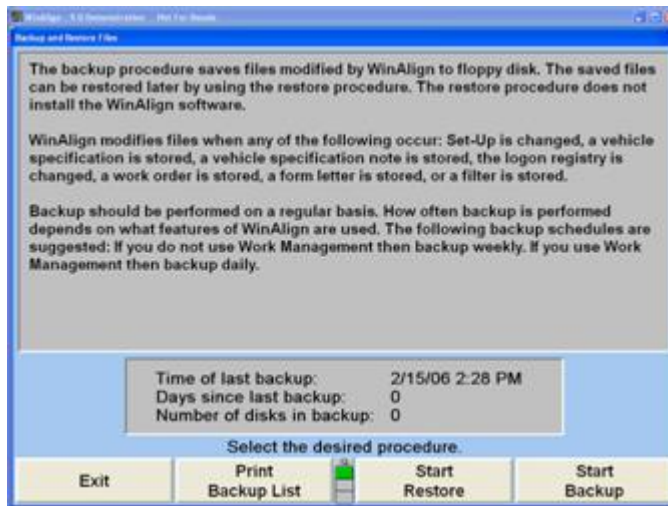 WinAlign - 9.0 Demonstration - Not For Resale
Backup and Restore Files
The backup procedure saves files modified by WinAlign to floppy disk. The saved files
can be restored later by using the restore procedure. The restore procedure does not
install the WinAlign software.
WinAlign modifies files when any of the following occur: Set-Up is changed, a vehicle
specification is stored, a vehicle specification note is stored, the logon registry is
changed, a work order is stored, a form letter is stored, or a filter is stored.
Backup should be performed on a regular basis. How often backup is performed
depends on what features of WinAlign are used. The following backup schedules are
suggested: If you do not use Work Management then backup weekly. If you use Work
Management then backup daily.
Time of last backup: 2/15/06 2:28 PM
Days since last backup: 0
Number of disks in backup: 0
Select the desired procedure.
Exit
Print
Backup List
Start
Restore
Start
Backup